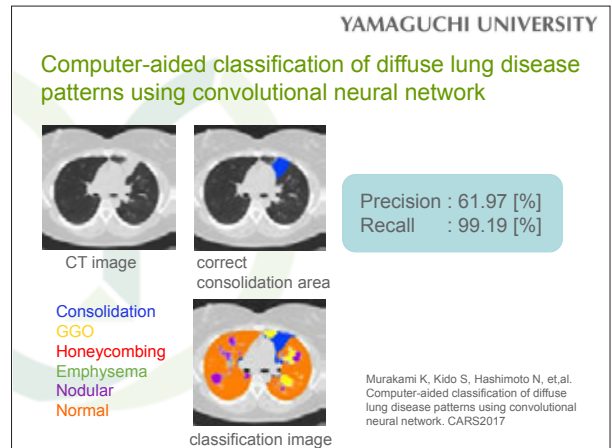 YAMAGUCHI UNIVERSITY
Computer-aided classification of diffuse lung disease
patterns using convolutional neural network
CT image
correct
consolidation area
Precision : 61.97 [%]
Recall : 99.19 [%]
Consolidation
GGO
Honeycombing
Emphysema
Nodular
Normal
classification image
Murakami K, Kido S, Hashimoto N, et,al.
Computer-aided classification of diffuse
lung disease patterns using convolutional
neural network. CARS2017